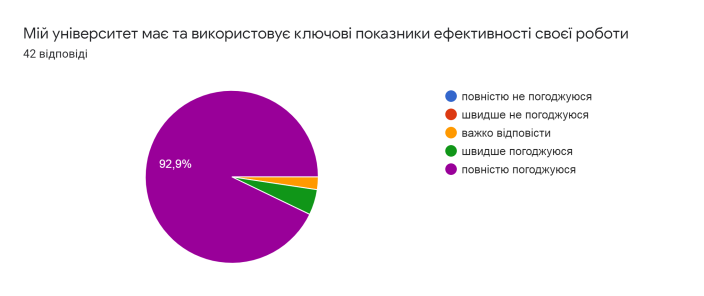 Мій університет має та використовує ключові показники ефективності своєї роботи
42 відповіді
92,9%
повністю не погоджуюся
швидше не погоджуюся
важко відповісти
швидше погоджуюся
повністю погоджуюся